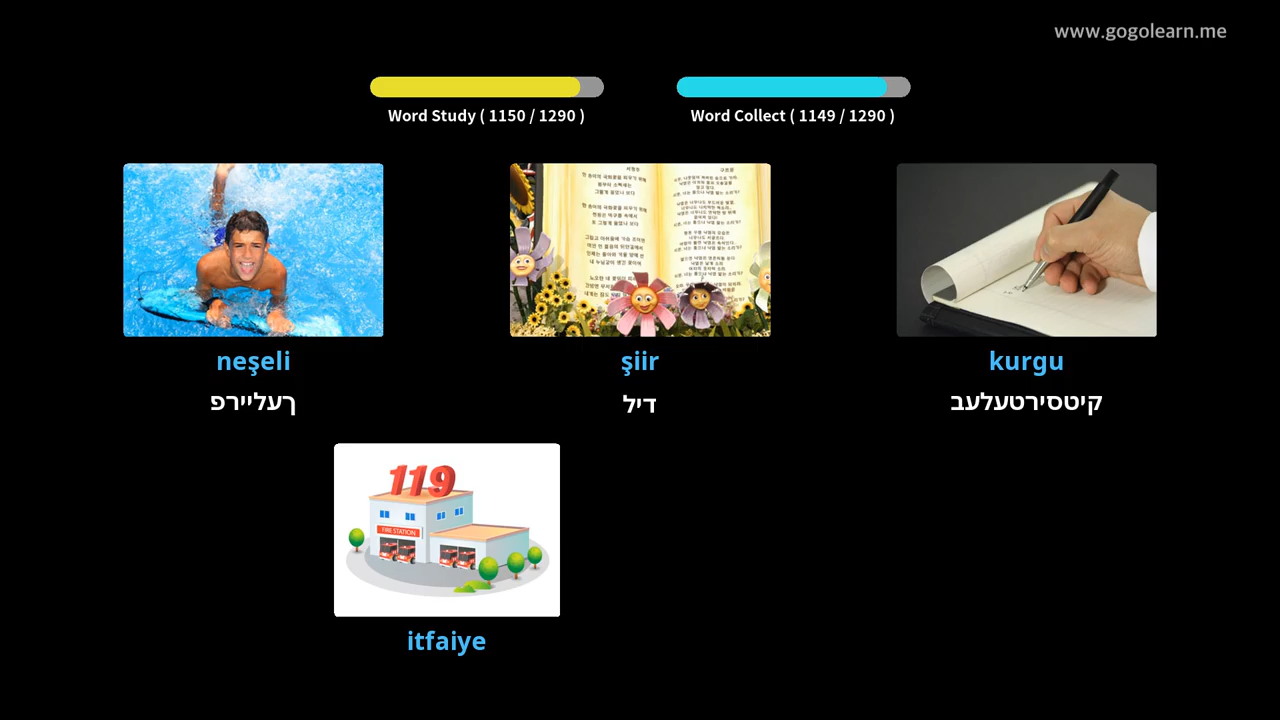 www.gogolearn.me
Word Study ( 1150 / 1290 )
Word Collect ( 1149 / 1290 )
neşeli
şiir
kurgu
ךעליירפ
דיל
קיטסירטעלעב
119
FIRE STATION
itfaiye